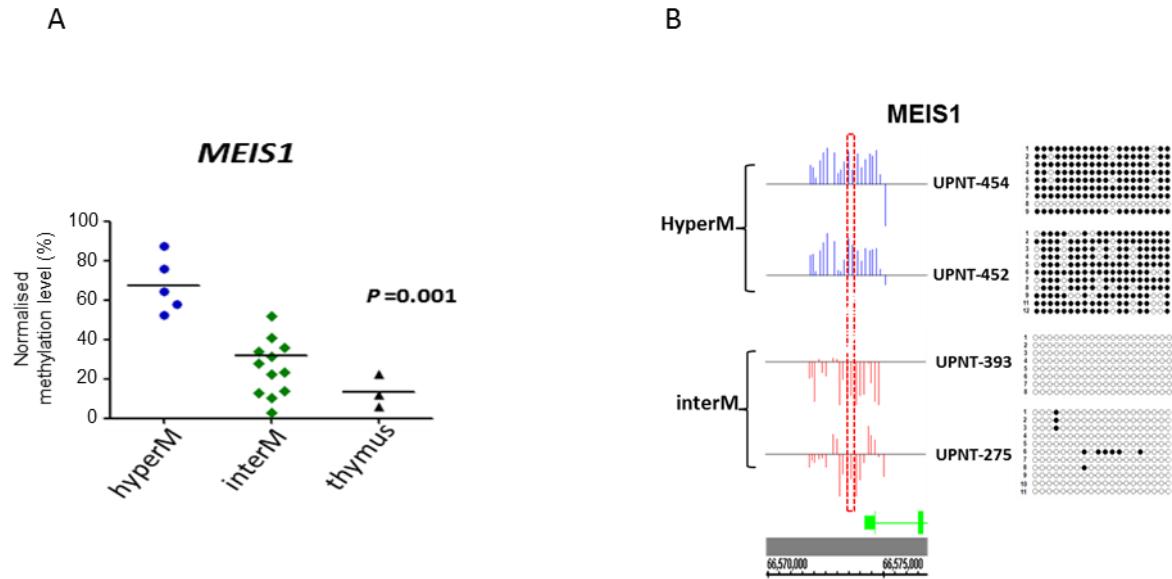 A
MEIS1
Normalised
methylation level (%)
100
80
60
40
20
0
P =0.001
hyperM
interM
thymus
B
MEIS1
HyperM
UPNT-454
UPNT-452
interM
UPNT-393
UPNT-275
66,570,000
66,575,000